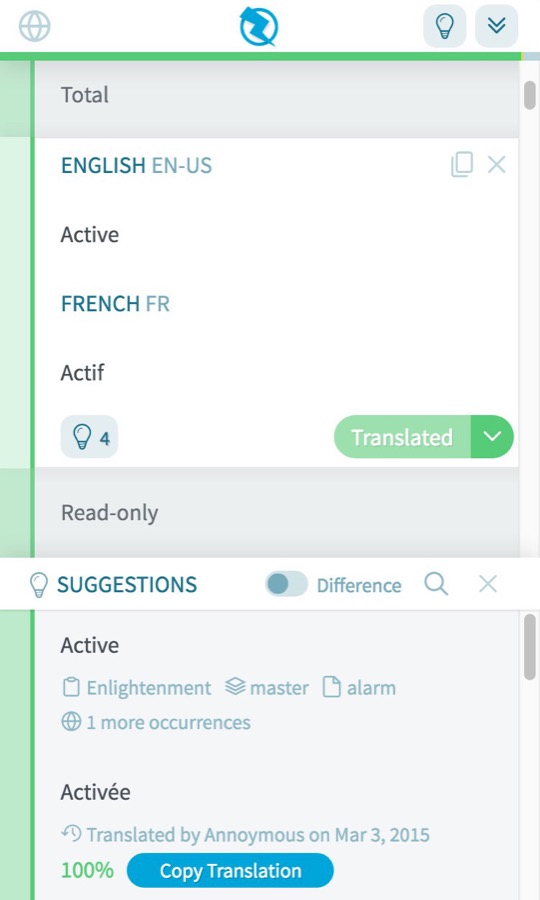 Total
ENGLISH EN-US
Active
FRENCH FR
Actif
4
Translated
Read-only
SUGGESTIONS
Difference
Active
Enlightenment master alarm
1 more occurrences
Activée
Translated by Annoymous on Mar 3, 2015
100% Copy Translation